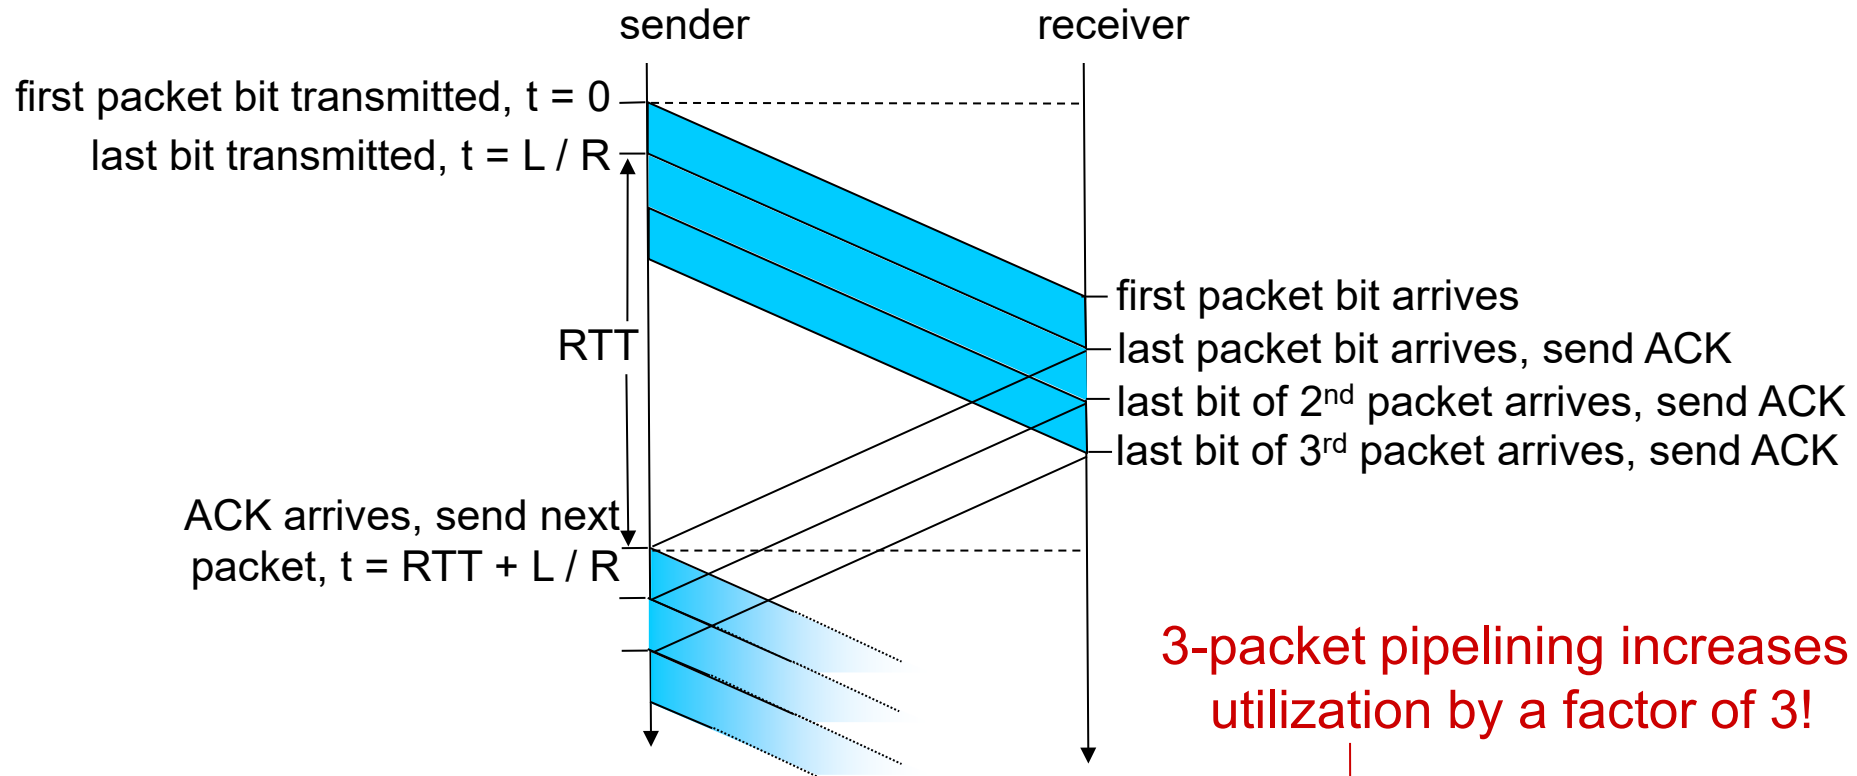 sender
receiver
first packet bit transmitted, t = 0
last bit transmitted, t = L / R
first packet bit arrives
RTT
last packet bit arrives, send ACK
last bit of 2nd packet arrives, send ACK
last bit of 3rd packet arrives, send ACK
ACK arrives, send next
packet, t = RTT + L / R
3-packet pipelining increases
utilization by a factor of 3!